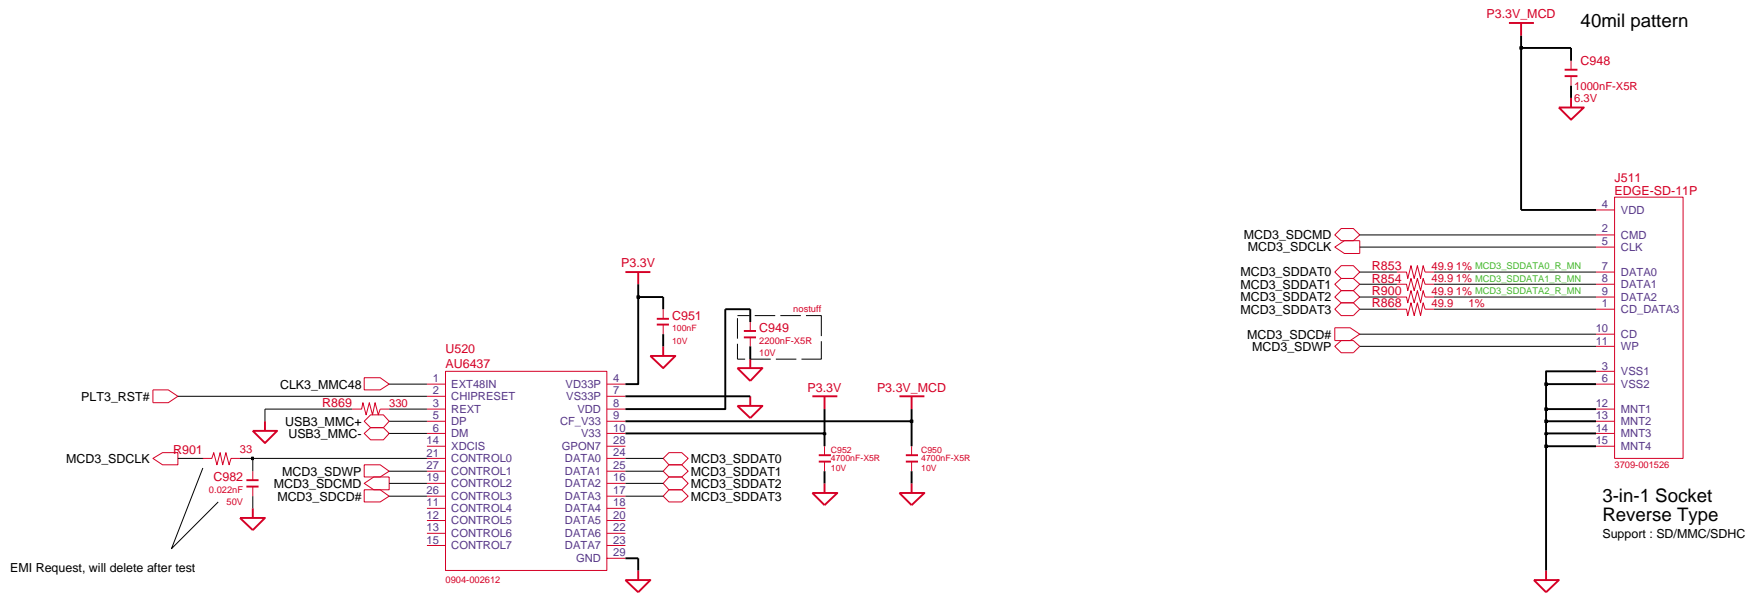 P3.3V_MCD
40mil pattern
C948
1000nF-X5R
6.3V
J511
EDGE-SD-11P
4 VDD
MCD3_SDCMD 2 CMD
MCD3_SDCLK 5 CLK
MCD3_SDDAT0 R853 49.9 1% MCD3_SDDATA0_R_MN 7 DATA0
MCD3_SDDAT1 R854 49.9 1% MCD3_SDDATA1_R_MN 8 DATA1
MCD3_SDDAT2 R900 49.9 1% MCD3_SDDATA2_R_MN 9 DATA2
MCD3_SDDAT3 R868 49.9 1% 1 CD_DATA3
MCD3_SDCD# 10 CD
MCD3_SDWP 11 WP
3 VSS1
6 VSS2
12 MNT1
13 MNT2
14 MNT3
15 MNT4
3709-001526
3-in-1 Socket
Reverse Type
Support : SD/MMC/SDHC
P3.3V
C951
100nF
10V
nostuff
C949
2200nF-X5R
10V
U520
AU6437
P3.3V
P3.3V_MCD
CLK3_MMC48 1 EXT48IN VD33P 4
PLT3_RST# 2 CHIPRESET VS33P 7
R869 330 3 REXT VDD 8
USB3_MMC+ 5 DP CF_V33 9
USB3_MMC- 6 DM V33 10
14 XDCIS GPON7 28
MCD3_SDCLK R901 33 21 CONTROL0 DATA0 24 MCD3_SDDAT0
MCD3_SDWP 27 CONTROL1 DATA1 25 MCD3_SDDAT1
MCD3_SDCMD 19 CONTROL2 DATA2 16 MCD3_SDDAT2
MCD3_SDCD# 26 CONTROL3 DATA3 17 MCD3_SDDAT3
11 CONTROL4 DATA4 18
12 CONTROL5 DATA5 20
13 CONTROL6 DATA6 22
15 CONTROL7 DATA7 23
GND 29
C982
0.022nF
50V
C952
4700nF-X5R
10V
C950
4700nF-X5R
10V
EMI Request, will delete after test
0904-002612